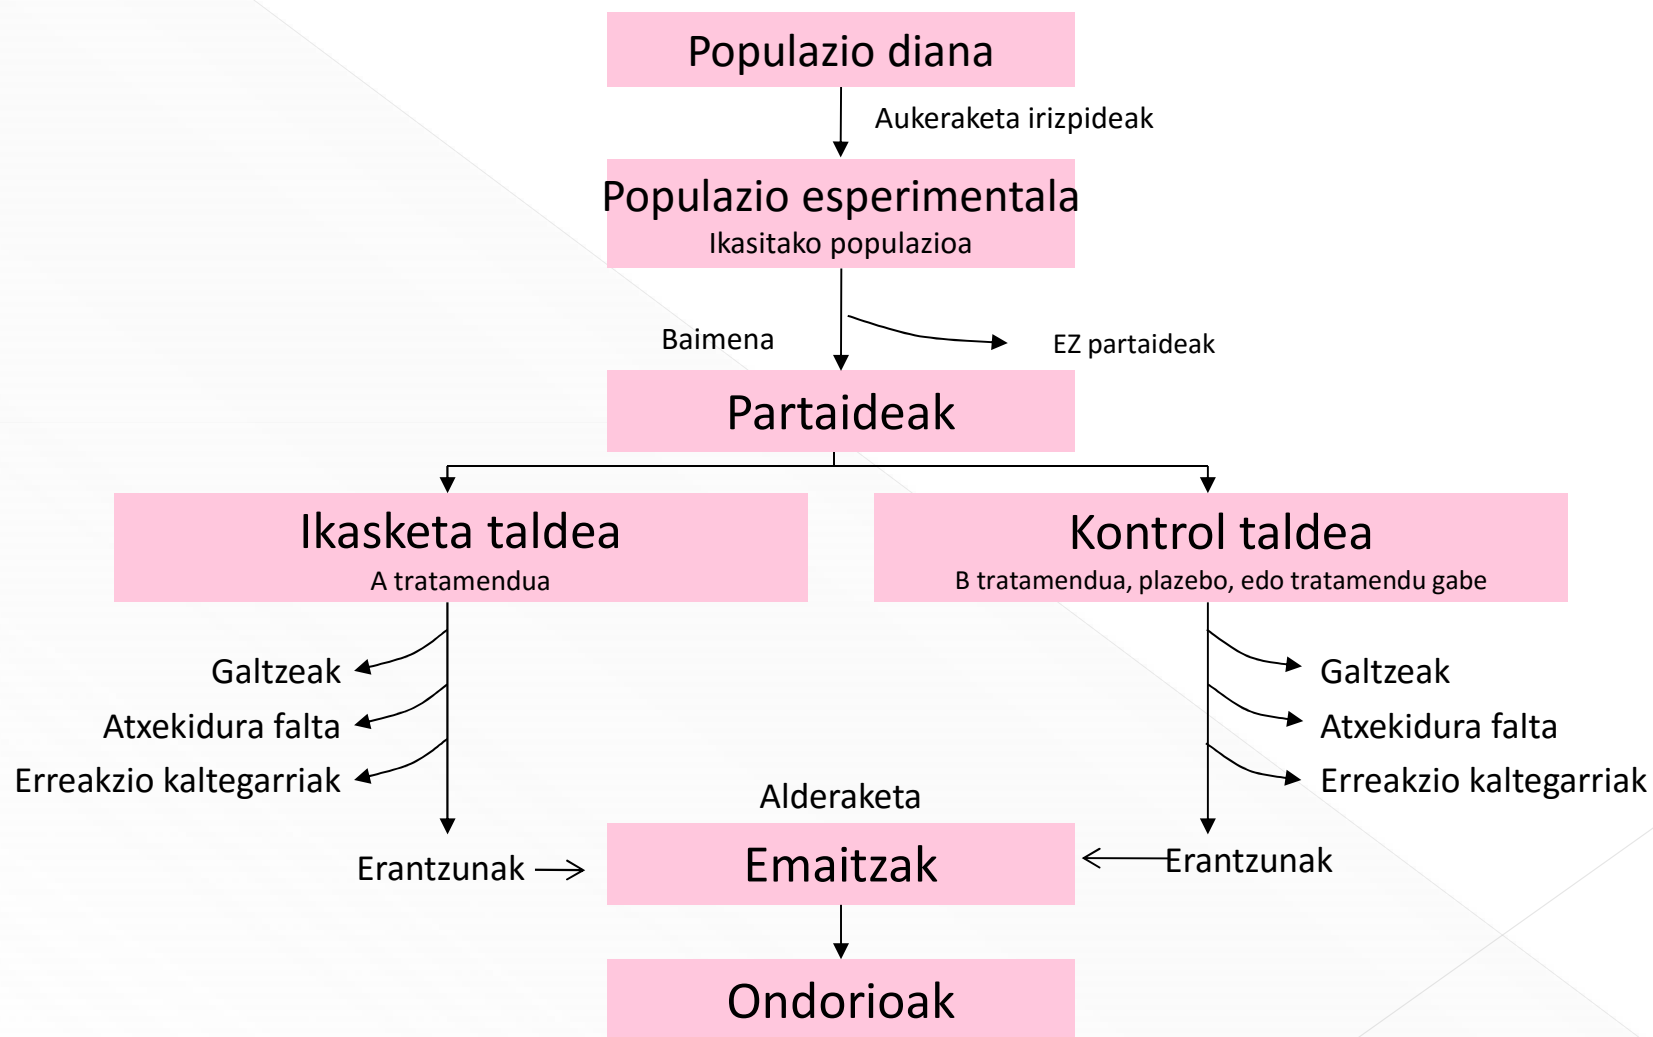 Populazio diana
Aukeraketa irizpideak
Populazio esperimentala
Ikasitako populazioa
Baimena
EZ partaideak
Partaideak
Ikasketa taldea
A tratamendua
Kontrol taldea
B tratamendua, plazebo, edo tratamendu gabe
Galtzeak
Atxekidura falta
Erreakzio kaltegarriak
Galtzeak
Atxekidura falta
Erreakzio kaltegarriak
Alderaketa
Erantzunak
Emaitzak
Erantzunak
Ondorioak